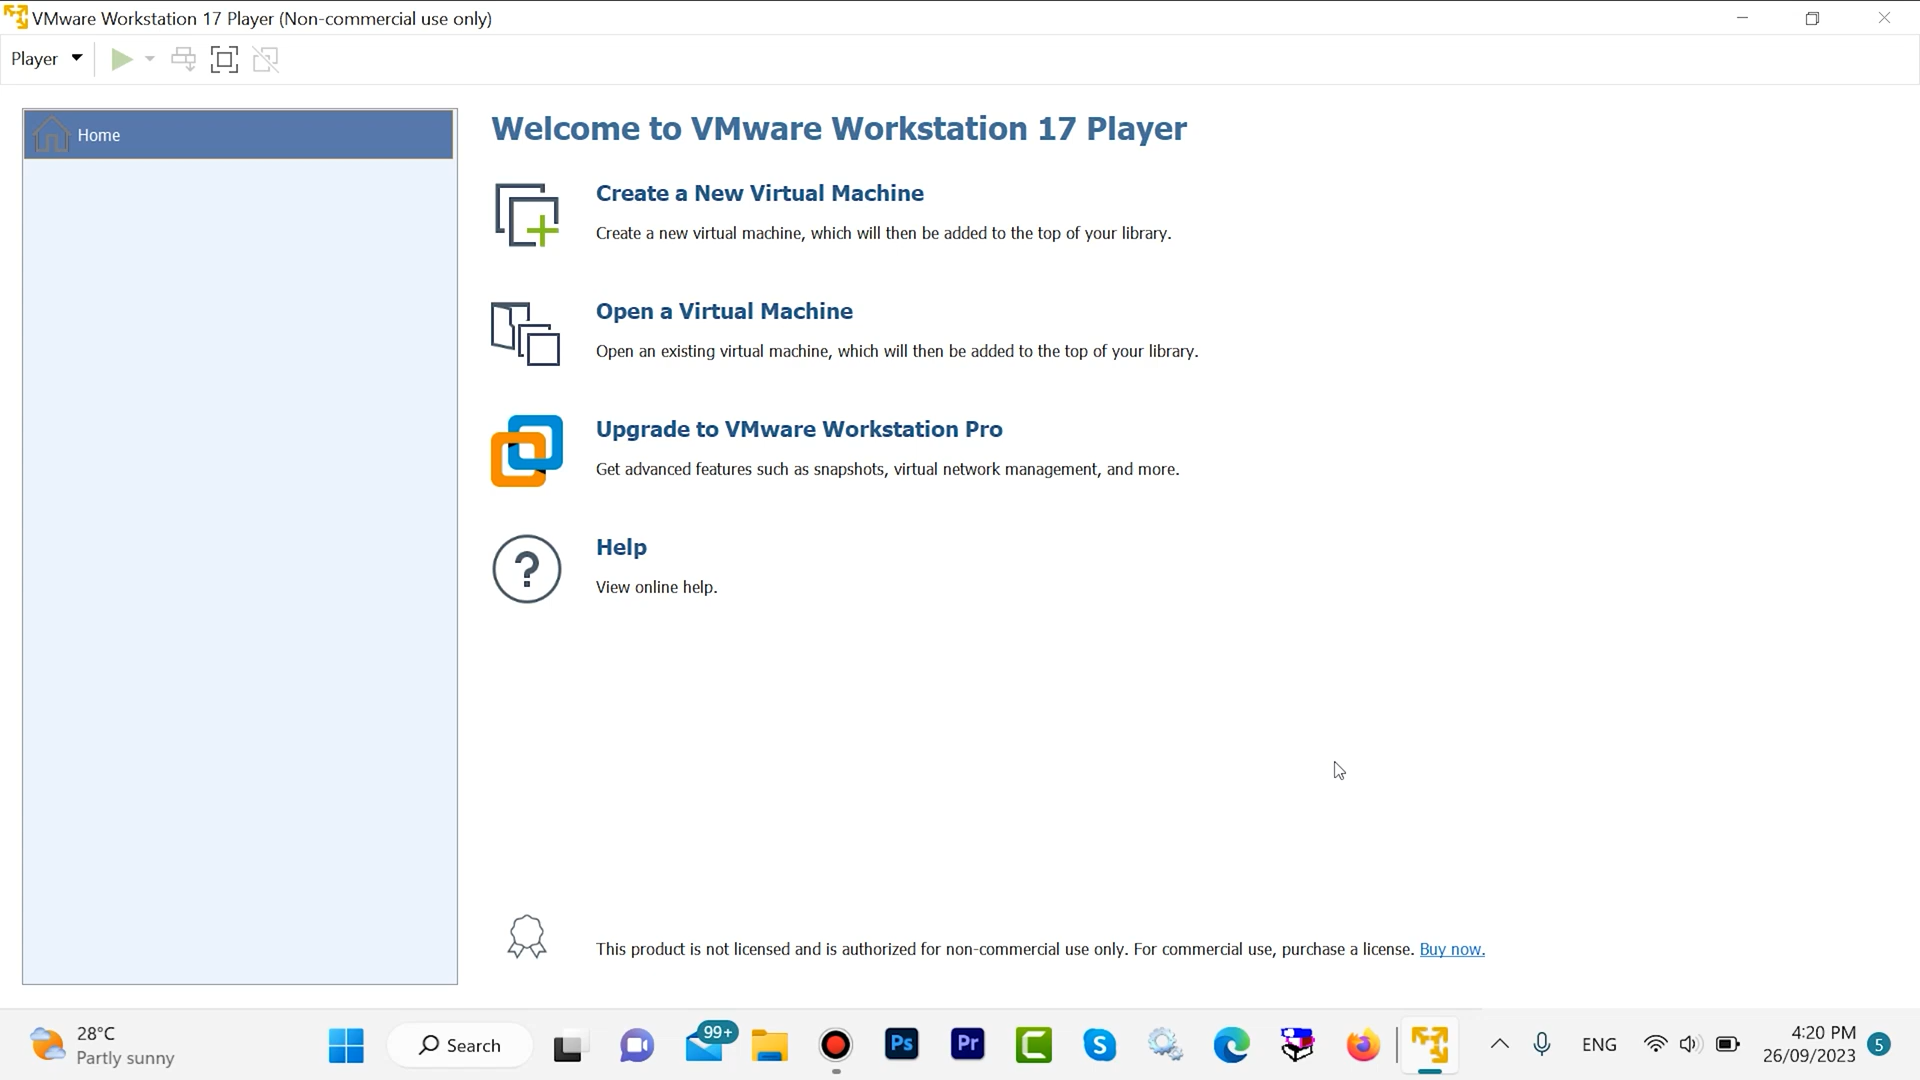 VMware Workstation 17 Player (Non-commercial use only)
Player
Home
Welcome to VMware Workstation 17 Player
Create a New Virtual Machine
Create a new virtual machine, which will then be added to the top of your library.
Open a Virtual Machine
Open an existing virtual machine, which will then be added to the top of your library.
Upgrade to VMware Workstation Pro
Get advanced features such as snapshots, virtual network management, and more.
?
Help
View online help.
This product is not licensed and is authorized for non-commercial use only. For commercial use, purchase a license. Buy now.
28°C
Partly sunny
Search
99+
Ps
Pr
S
ENG
4:20 PM
26/09/2023
5